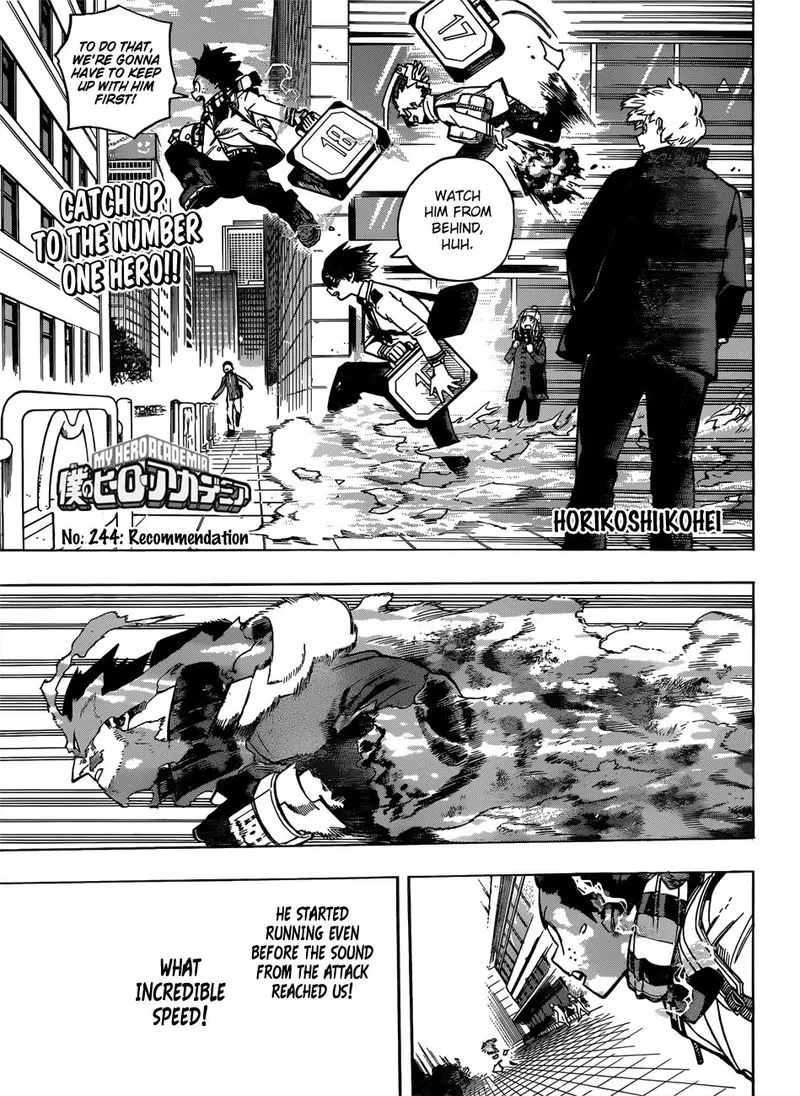 TO DO THAT,
WE'RE GONNA
HAVE TO KEEP
UP WITH HIM
FIRST!
17
18
CATCH UP
TO THE NUMBER
ONE HERO!!
WATCH
HIM FROM
BEHIND,
HUH.
MY HERO ACADEMIA
僕のヒーローアカデミア
No. 244: Recommendation
HORIKOSHI KOHEI
HE STARTED
RUNNING EVEN
BEFORE THE SOUND
FROM THE ATTACK
REACHED US!
WHAT
INCREDIBLE
SPEED!